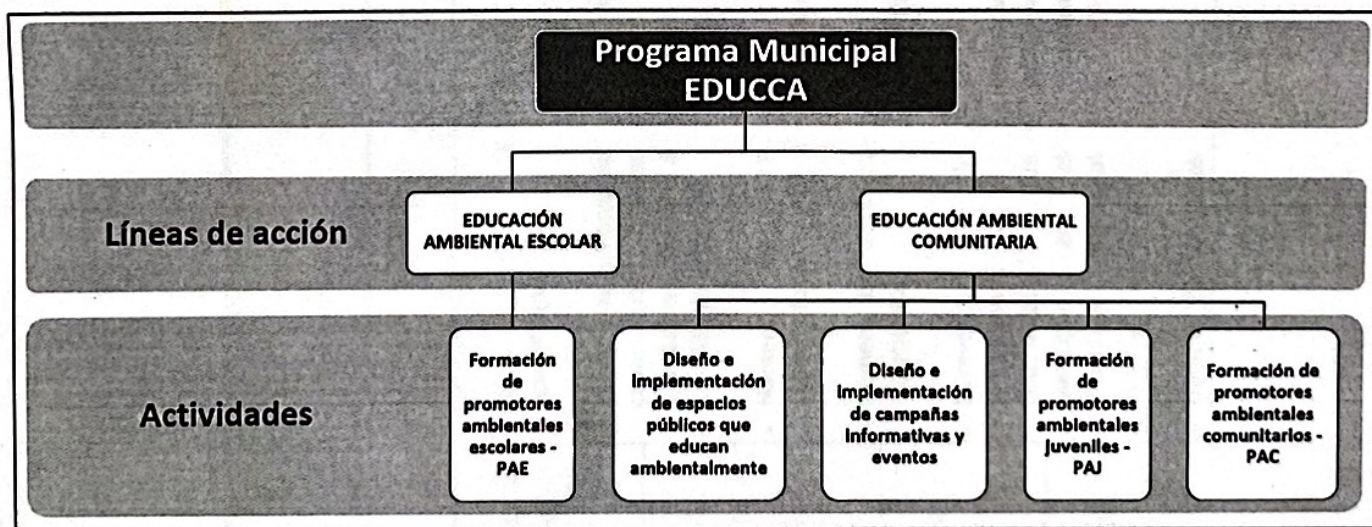 Programa Municipal
EDUCCA
Líneas de acción
EDUCACIÓN
AMBIENTAL ESCOLAR
EDUCACIÓN AMBIENTAL
COMUNITARIA
Actividades
Formación
de
promotores
ambientales
escolares -
PAE
Diseño e
Implementación
de espacios
públicos que
educan
ambientalmente
Diseño e
Implementación
de campañas
Informativas y
eventos
Formación
de
promotores
ambientales
Juveniles -
PAJ
Formación de
promotores
ambientales
comunitarios -
PAC